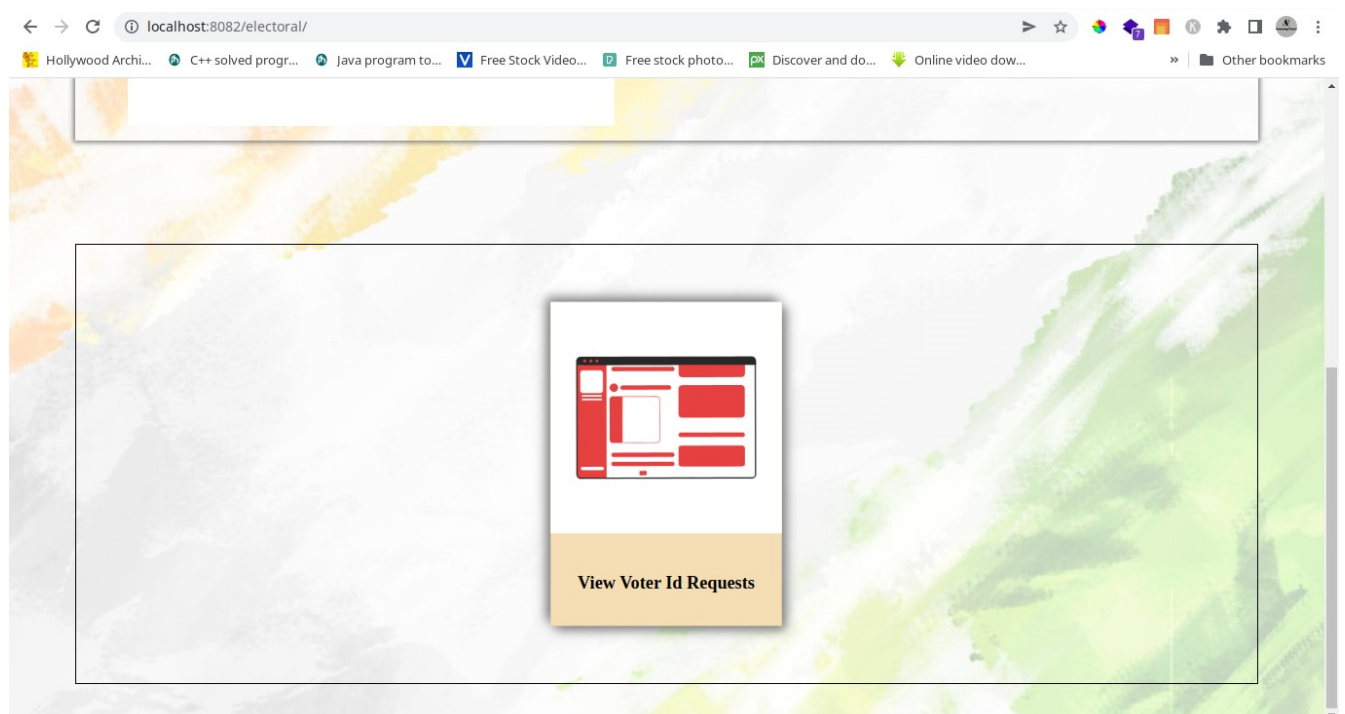 localhost:8082/electoral/
7
K
Hollywood Archi... C++ solved progr... Java program to... Free Stock Video... Free stock photo... Discover and do... Online video dow... » Other bookmarks
View Voter Id Requests